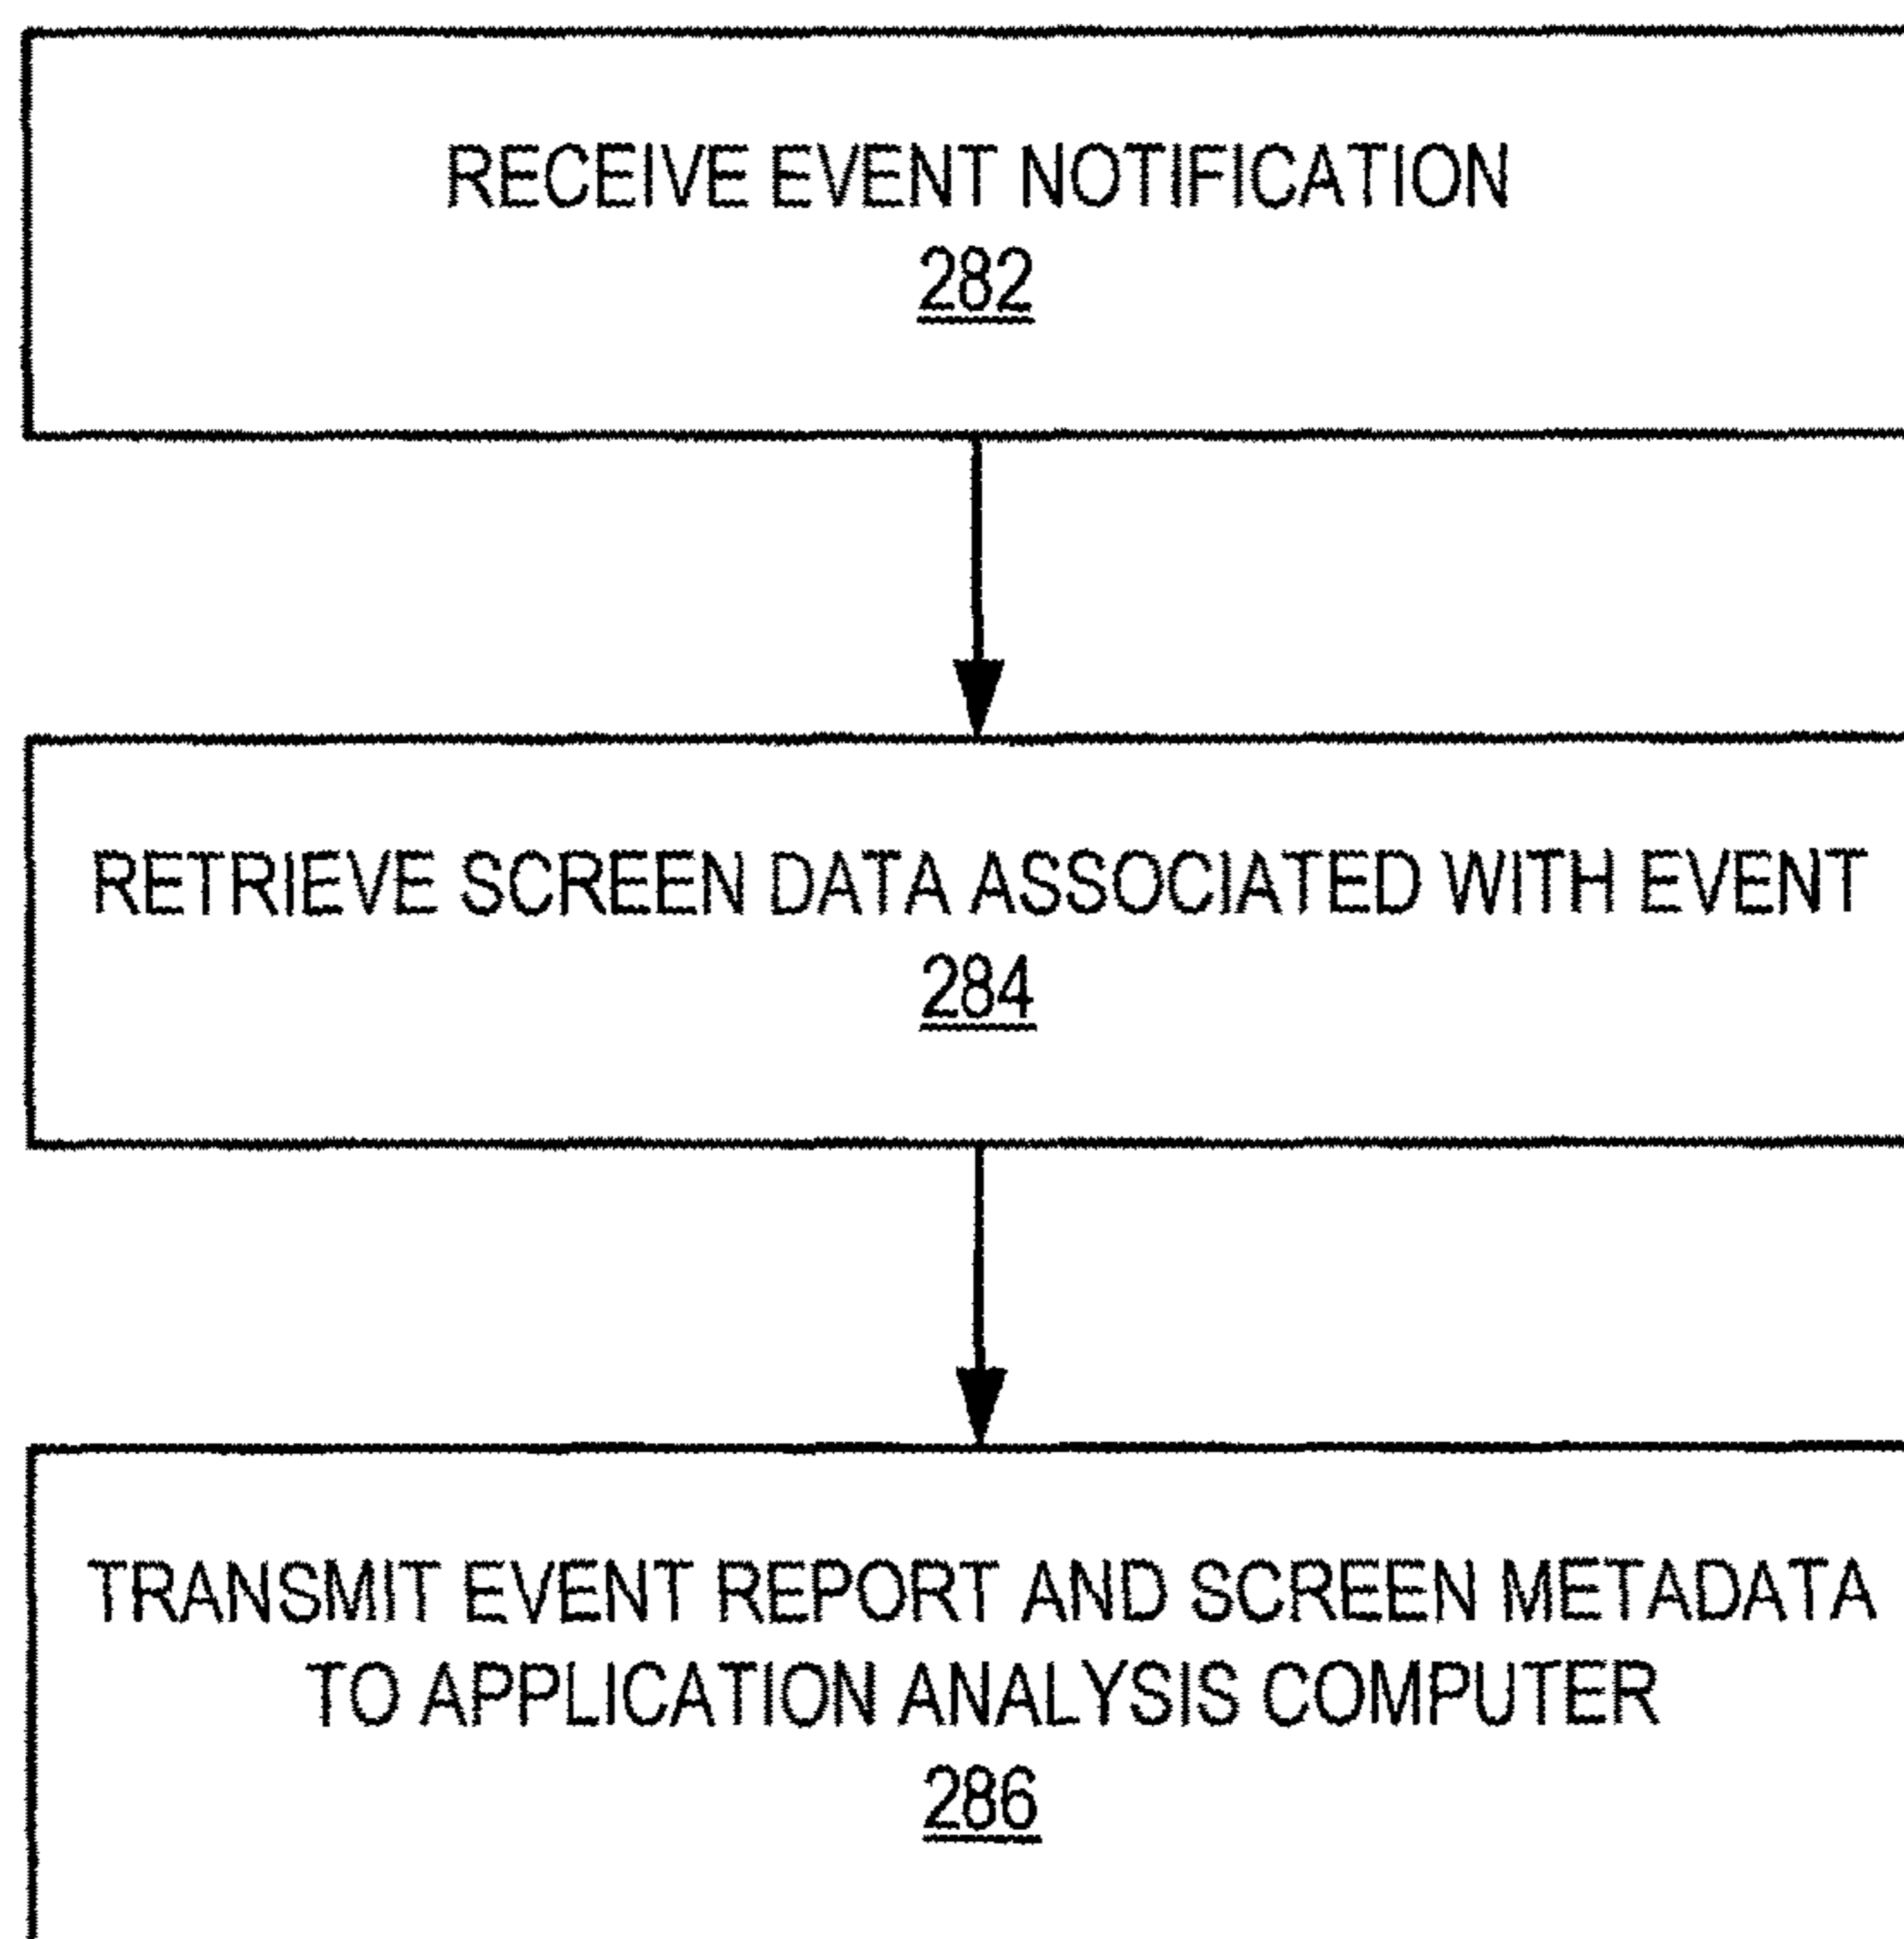 RECEIVE EVENT NOTIFICATION
282
RETRIEVE SCREEN DATA ASSOCIATED WITH EVENT
284
TRANSMIT EVENT REPORT AND SCREEN METADATA
TO APPLICATION ANALYSIS COMPUTER
286